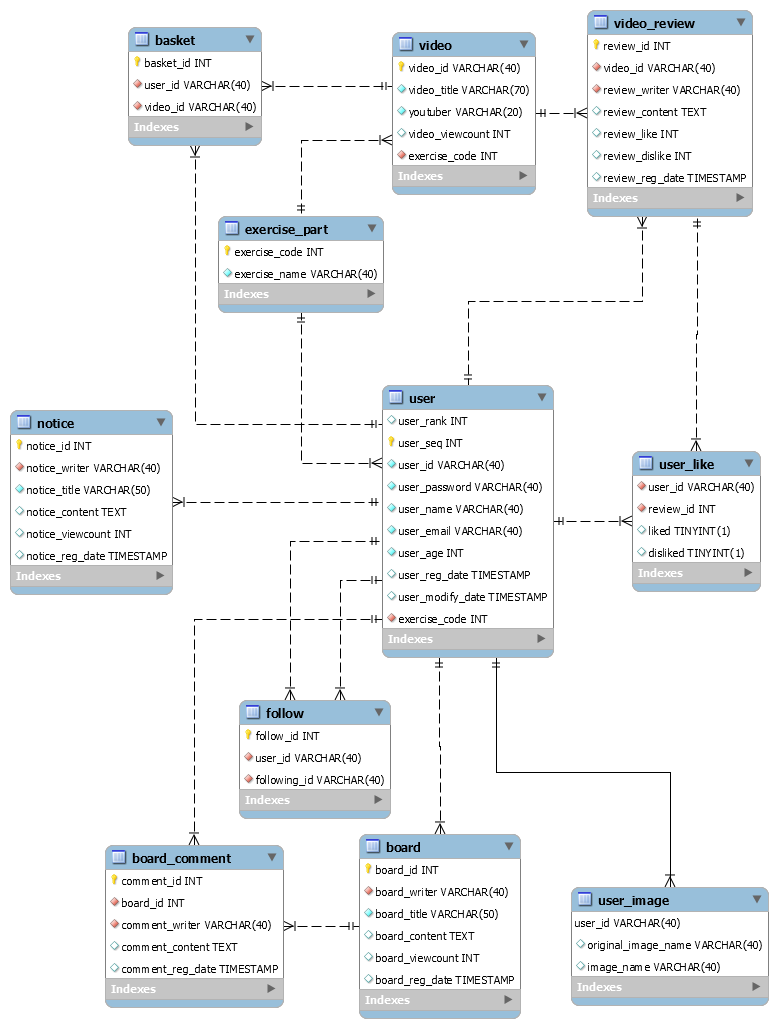 basket
basket_id INT
user_id VARCHAR(40)
video_id VARCHAR(40)
Indexes
video
video_id VARCHAR(40)
video_title VARCHAR(70)
youtuber VARCHAR(20)
video_viewcount INT
exercise_code INT
Indexes
video_review
review_id INT
video_id VARCHAR(40)
review_writer VARCHAR(40)
review_content TEXT
review_like INT
review_dislike INT
review_reg_date TIMESTAMP
Indexes
exercise_part
exercise_code INT
exercise_name VARCHAR(40)
Indexes
user
user_rank INT
user_seq INT
user_id VARCHAR(40)
user_password VARCHAR(40)
user_name VARCHAR(40)
user_email VARCHAR(40)
user_age INT
user_reg_date TIMESTAMP
user_modify_date TIMESTAMP
exercise_code INT
Indexes
notice
notice_id INT
notice_writer VARCHAR(40)
notice_title VARCHAR(50)
notice_content TEXT
notice_viewcount INT
notice_reg_date TIMESTAMP
Indexes
user_like
user_id VARCHAR(40)
review_id INT
liked TINYINT(1)
disliked TINYINT(1)
Indexes
follow
follow_id INT
user_id VARCHAR(40)
following_id VARCHAR(40)
Indexes
board_comment
comment_id INT
board_id INT
comment_writer VARCHAR(40)
comment_content TEXT
comment_reg_date TIMESTAMP
Indexes
board
board_id INT
board_writer VARCHAR(40)
board_title VARCHAR(50)
board_content TEXT
board_viewcount INT
board_reg_date TIMESTAMP
Indexes
user_image
user_id VARCHAR(40)
original_image_name VARCHAR(40)
image_name VARCHAR(40)
Indexes